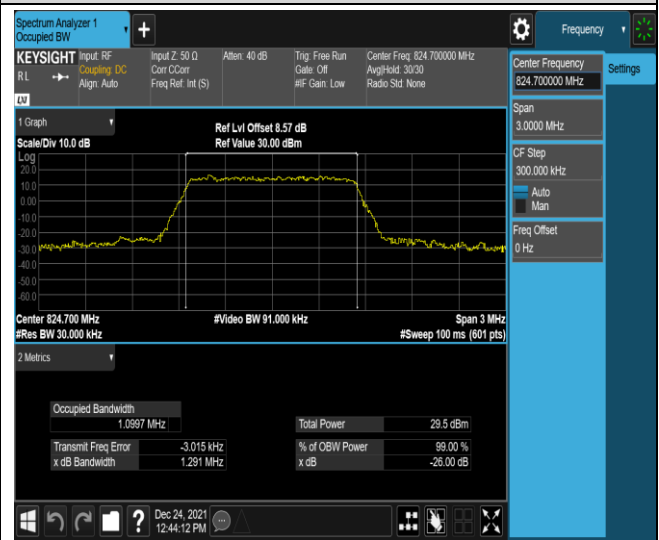 Spectrum Analyzer 1
Occupied BW
+
Frequency
KEYSIGHT
RL
LNI
Input: RF
Coupling: DC
Align: Auto
Input Z: 50 Ω
Corr CCorr
Freq Ref: Int (S)
Atten: 40 dB
Trig: Free Run
Gate: Off
#IF Gain: Low
Center Freq: 824.700000 MHz
Avg|Hold: 30/30
Radio Std: None
Center Frequency
824.700000 MHz
Settings
Span
3.0000 MHz
CF Step
300.000 kHz
Auto
Man
Freq Offset
0 Hz
1 Graph
Scale/Div 10.0 dB
Ref Lvl Offset 8.57 dB
Ref Value 30.00 dBm
Log
20.0
10.0
0.00
-10.0
-20.0
-30.0
-40.0
-50.0
-60.0
Center 824.700 MHz
#Res BW 30.000 kHz
#Video BW 91.000 kHz
Span 3 MHz
#Sweep 100 ms (601 pts)
2 Metrics
Occupied Bandwidth
1.0997 MHz
Total Power 29.5 dBm
Transmit Freq Error -3.015 kHz
% of OBW Power 99.00 %
x dB Bandwidth 1.291 MHz
x dB -26.00 dB
?
Dec 24, 2021
12:44:12 PM